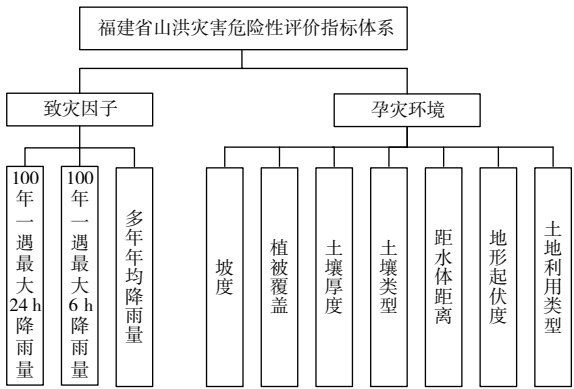 福建省山洪灾害危险性评价指标体系
致灾因子
孕灾环境
100年一遇最大24 h降雨量
100年一遇最大6 h降雨量
多年年均降雨量
坡度
植被覆盖
土壤厚度
土壤类型
距水体距离
地形起伏度
土地利用类型